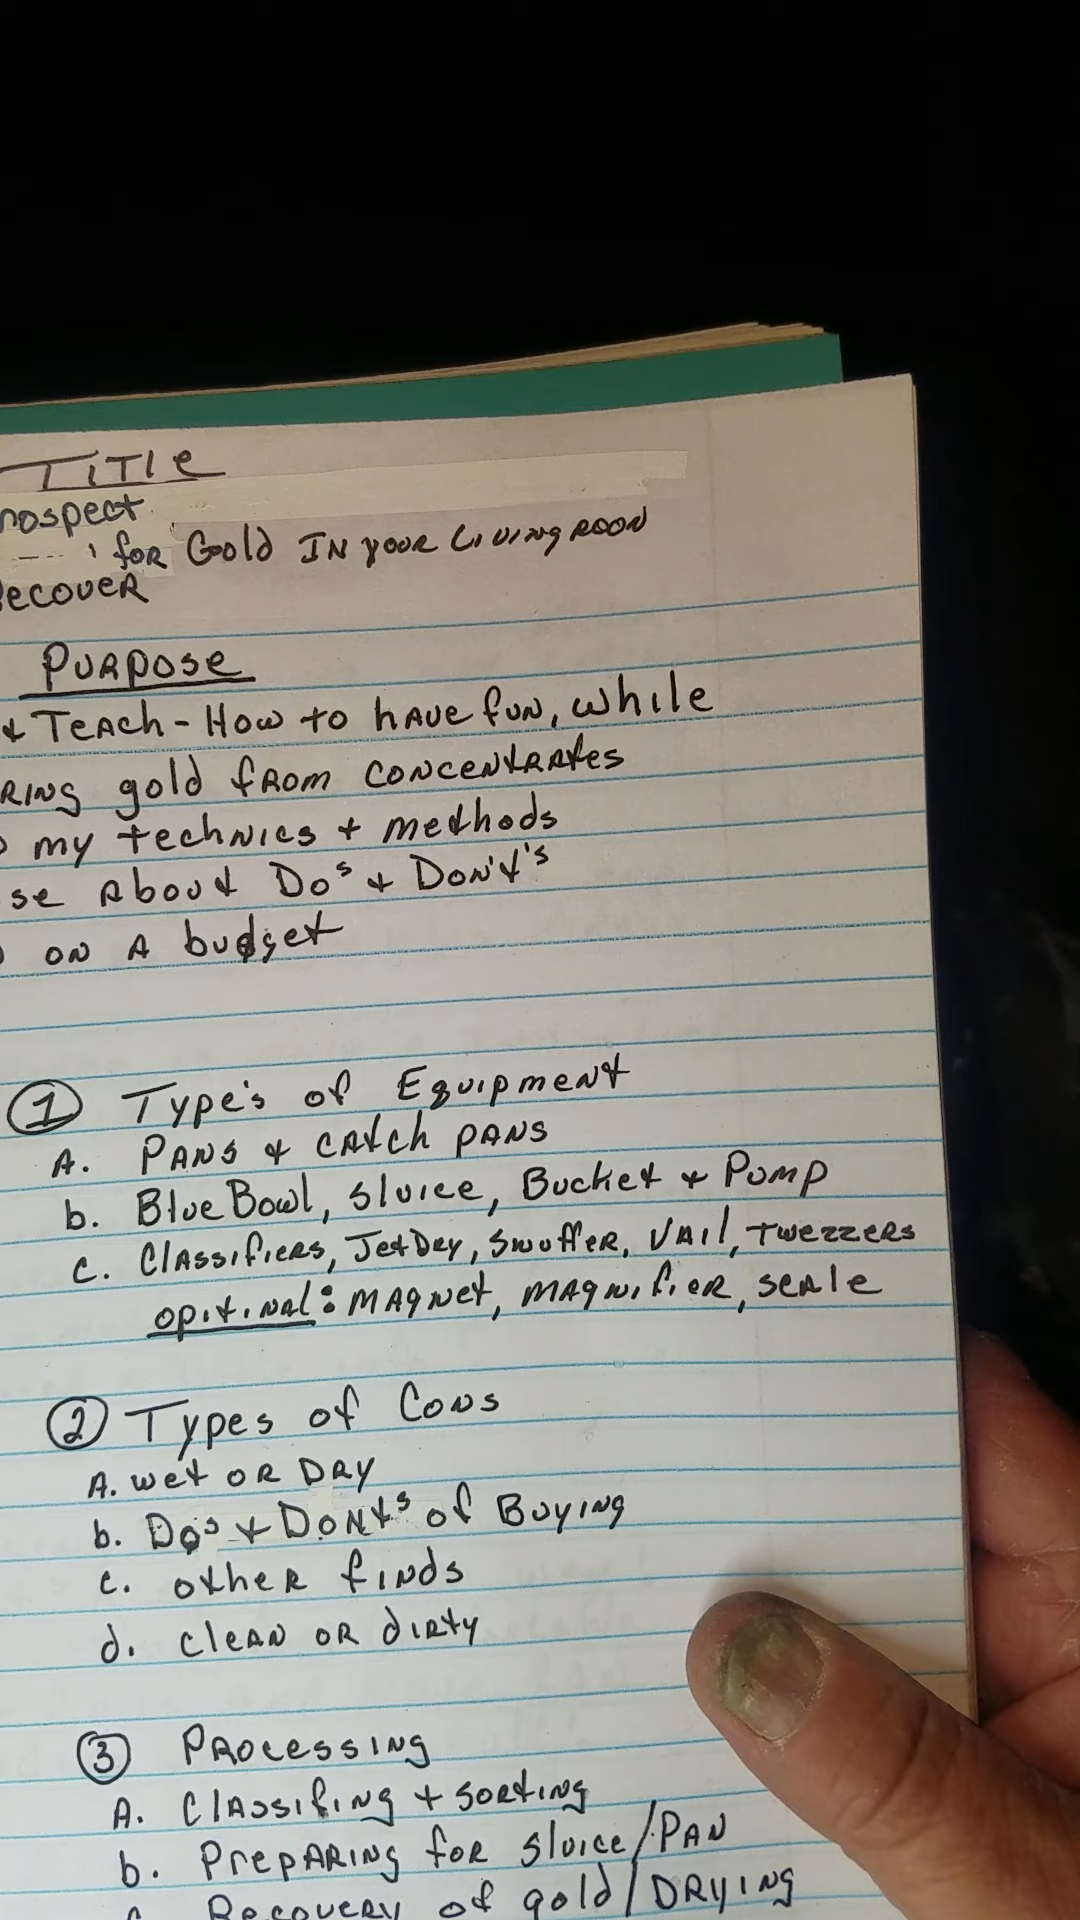 TITLE
rospect
for Gold IN your Living ROOM
ecover
Purpose
+ Teach - How to have fun, while
RING gold from concentrates
my technics + methods
se About Do's + Don't's
on A budget
1 Type's of Equipment
A. Pans + catch pans
b. Blue Bowl, sluice, Bucket + Pump
c. Classifiers, Jet Dry, Snuffer, Vail, Twezzers
opitinal: magnet, magnifier, scale
2 Types of Cons
A. wet or Dry
b. Do's + Dont's of Buying
c. other finds
d. clean or dirty
3 Processing
A. Classifing + sorting
b. Preparing for sluice/Pan
Recovery of gold/Drying